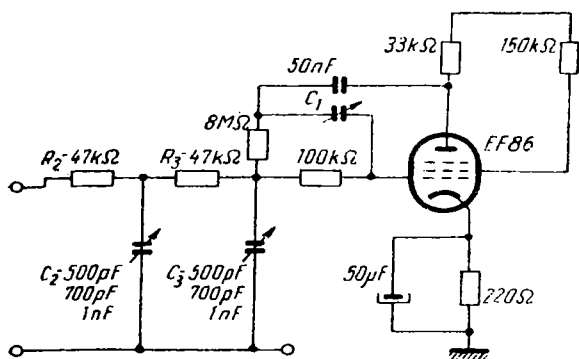 33kΩ
150kΩ
50nF
C1
8MΩ
R2-47kΩ
R3-47kΩ
100kΩ
EF86
C2-500pF
700pF
1nF
C3-500pF
700pF
1nF
50μF
220Ω